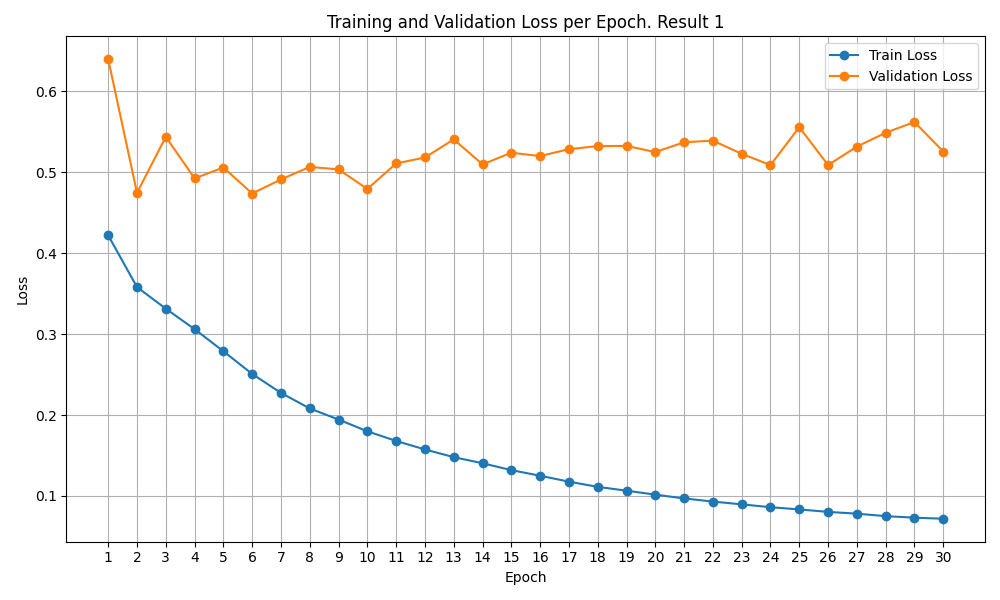 Training and Validation Loss per Epoch. Result 1
Train Loss
Validation Loss
0.6
0.5
0.4
0.3
0.2
0.1
Loss
1 2 3 4 5 6 7 8 9 10 11 12 13 14 15 16 17 18 19 20 21 22 23 24 25 26 27 28 29 30
Epoch